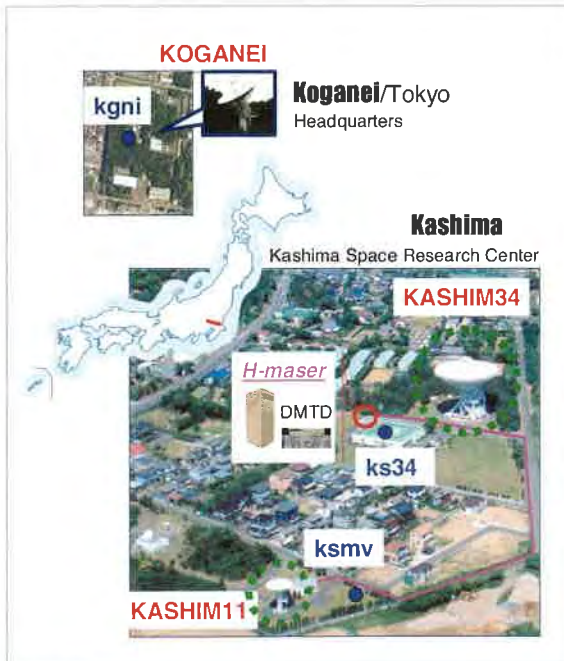 KOGANEI
kgni
Koganei/Tokyo
Headquarters
Kashima
Kashima Space Research Center
KASHIM34
H-maser
DMTD
ks34
ksmv
KASHIM11